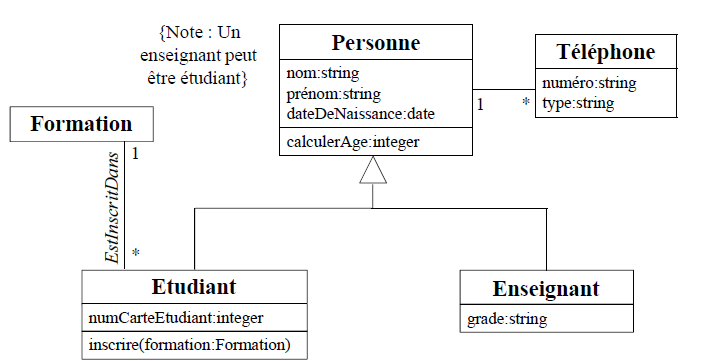 {Note : Un
enseignant peut
être étudiant}
Personne
nom:string
prénom:string
dateDeNaissance:date
calculerAge:integer
1
*
Téléphone
numéro:string
type:string
Formation
1
EstInscritDans
*
Etudiant
numCarteEtudiant:integer
inscrire(formation:Formation)
Enseignant
grade:string